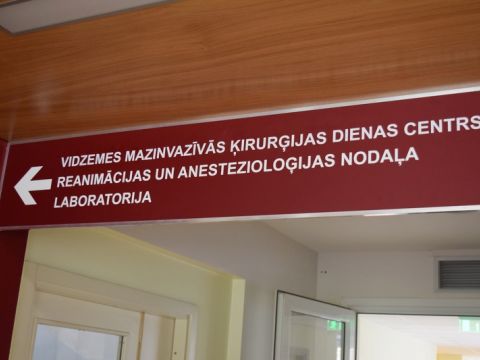 VIDZEMES MAZINVAZĪVĀS ĶIRURĢIJAS DIENAS CENTRS
REANIMĀCIJAS UN ANESTEZIOLOĢIJAS NODAĻA
LABORATORIJA